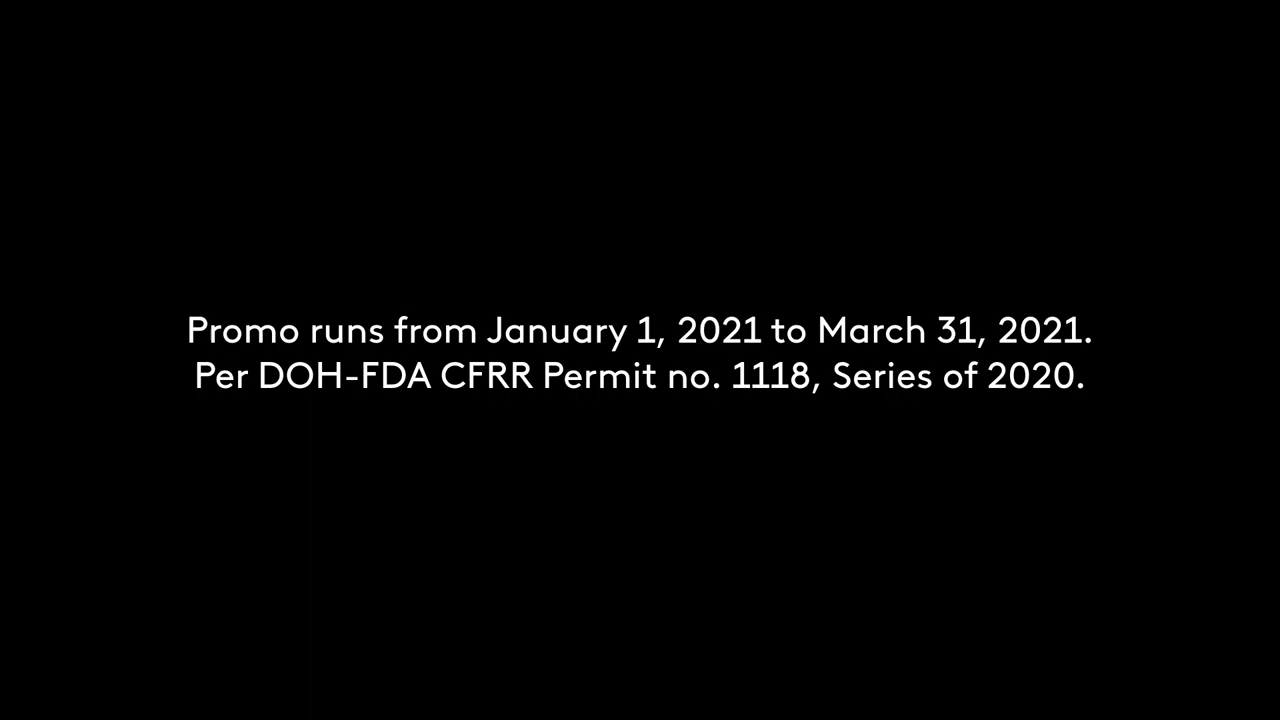 Promo runs from January 1, 2021 to March 31, 2021.
Per DOH-FDA CFRR Permit no. 1118, Series of 2020.